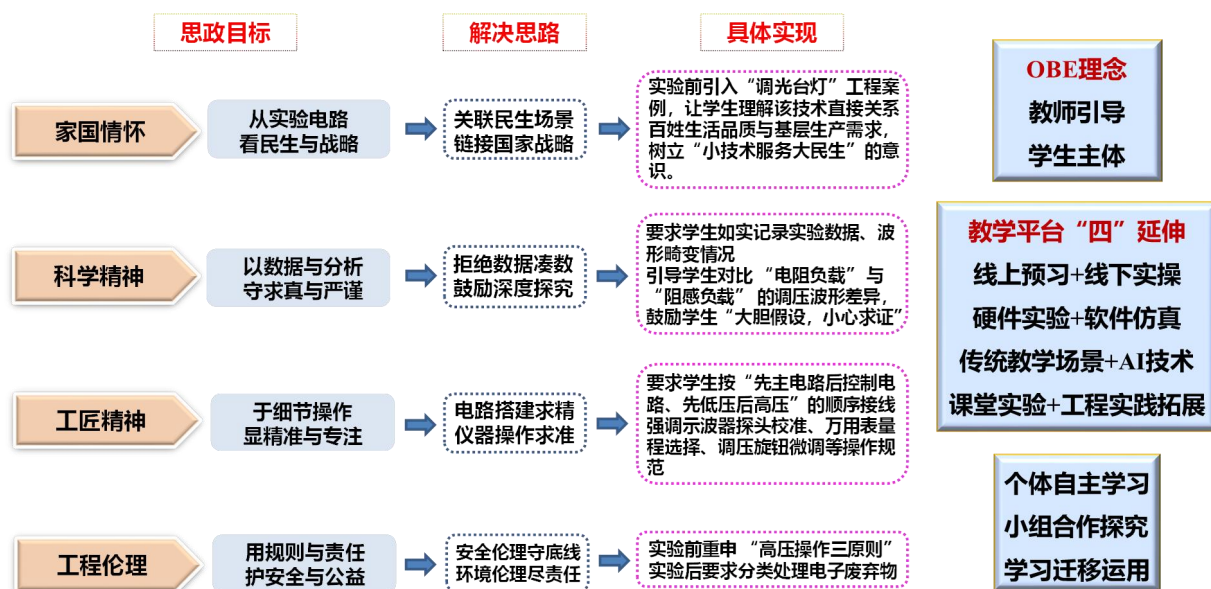 思政目标
解决思路
具体实现
家国情怀
从实验电路
看民生与战略
关联民生场景
链接国家战略
实验前引入“调光台灯”工程案
例，让学生理解该技术直接关系
百姓生活品质与基层生产需求，
树立“小技术服务大民生”的意
识。
科学精神
以数据与分析
守求真与严谨
拒绝数据凑数
鼓励深度探究
要求学生如实记录实验数据、波
形畸变情况
引导学生对比“电阻负载”与
“阻感负载”的调压波形差异，
鼓励学生“大胆假设，小心求证”
工匠精神
于细节操作
显精准与专注
电路搭建求精
仪器操作求准
要求学生按“先主电路后控制电
路、先低压后高压”的顺序接线
强调示波器探头校准、万用表量
程选择、调压旋钮微调等操作规
范
工程伦理
用规则与责任
护安全与公益
安全伦理守底线
环境伦理尽责任
实验前重申“高压操作三原则”
实验后要求分类处理电子废弃物
OBE理念
教师引导
学生主体
教学平台“四”延伸
线上预习+线下实操
硬件实验+软件仿真
传统教学场景+AI技术
课堂实验+工程实践拓展
个体自主学习
小组合作探究
学习迁移运用